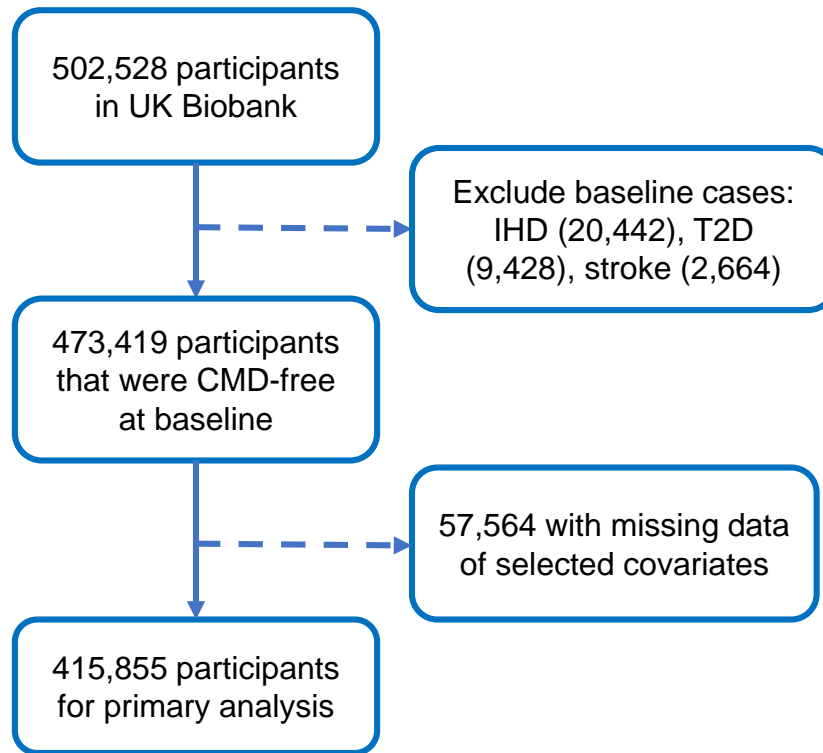 502,528 participants
in UK Biobank
Exclude baseline cases:
IHD (20,442), T2D
(9,428), stroke (2,664)
473,419 participants
that were CMD-free
at baseline
57,564 with missing data
of selected covariates
415,855 participants
for primary analysis